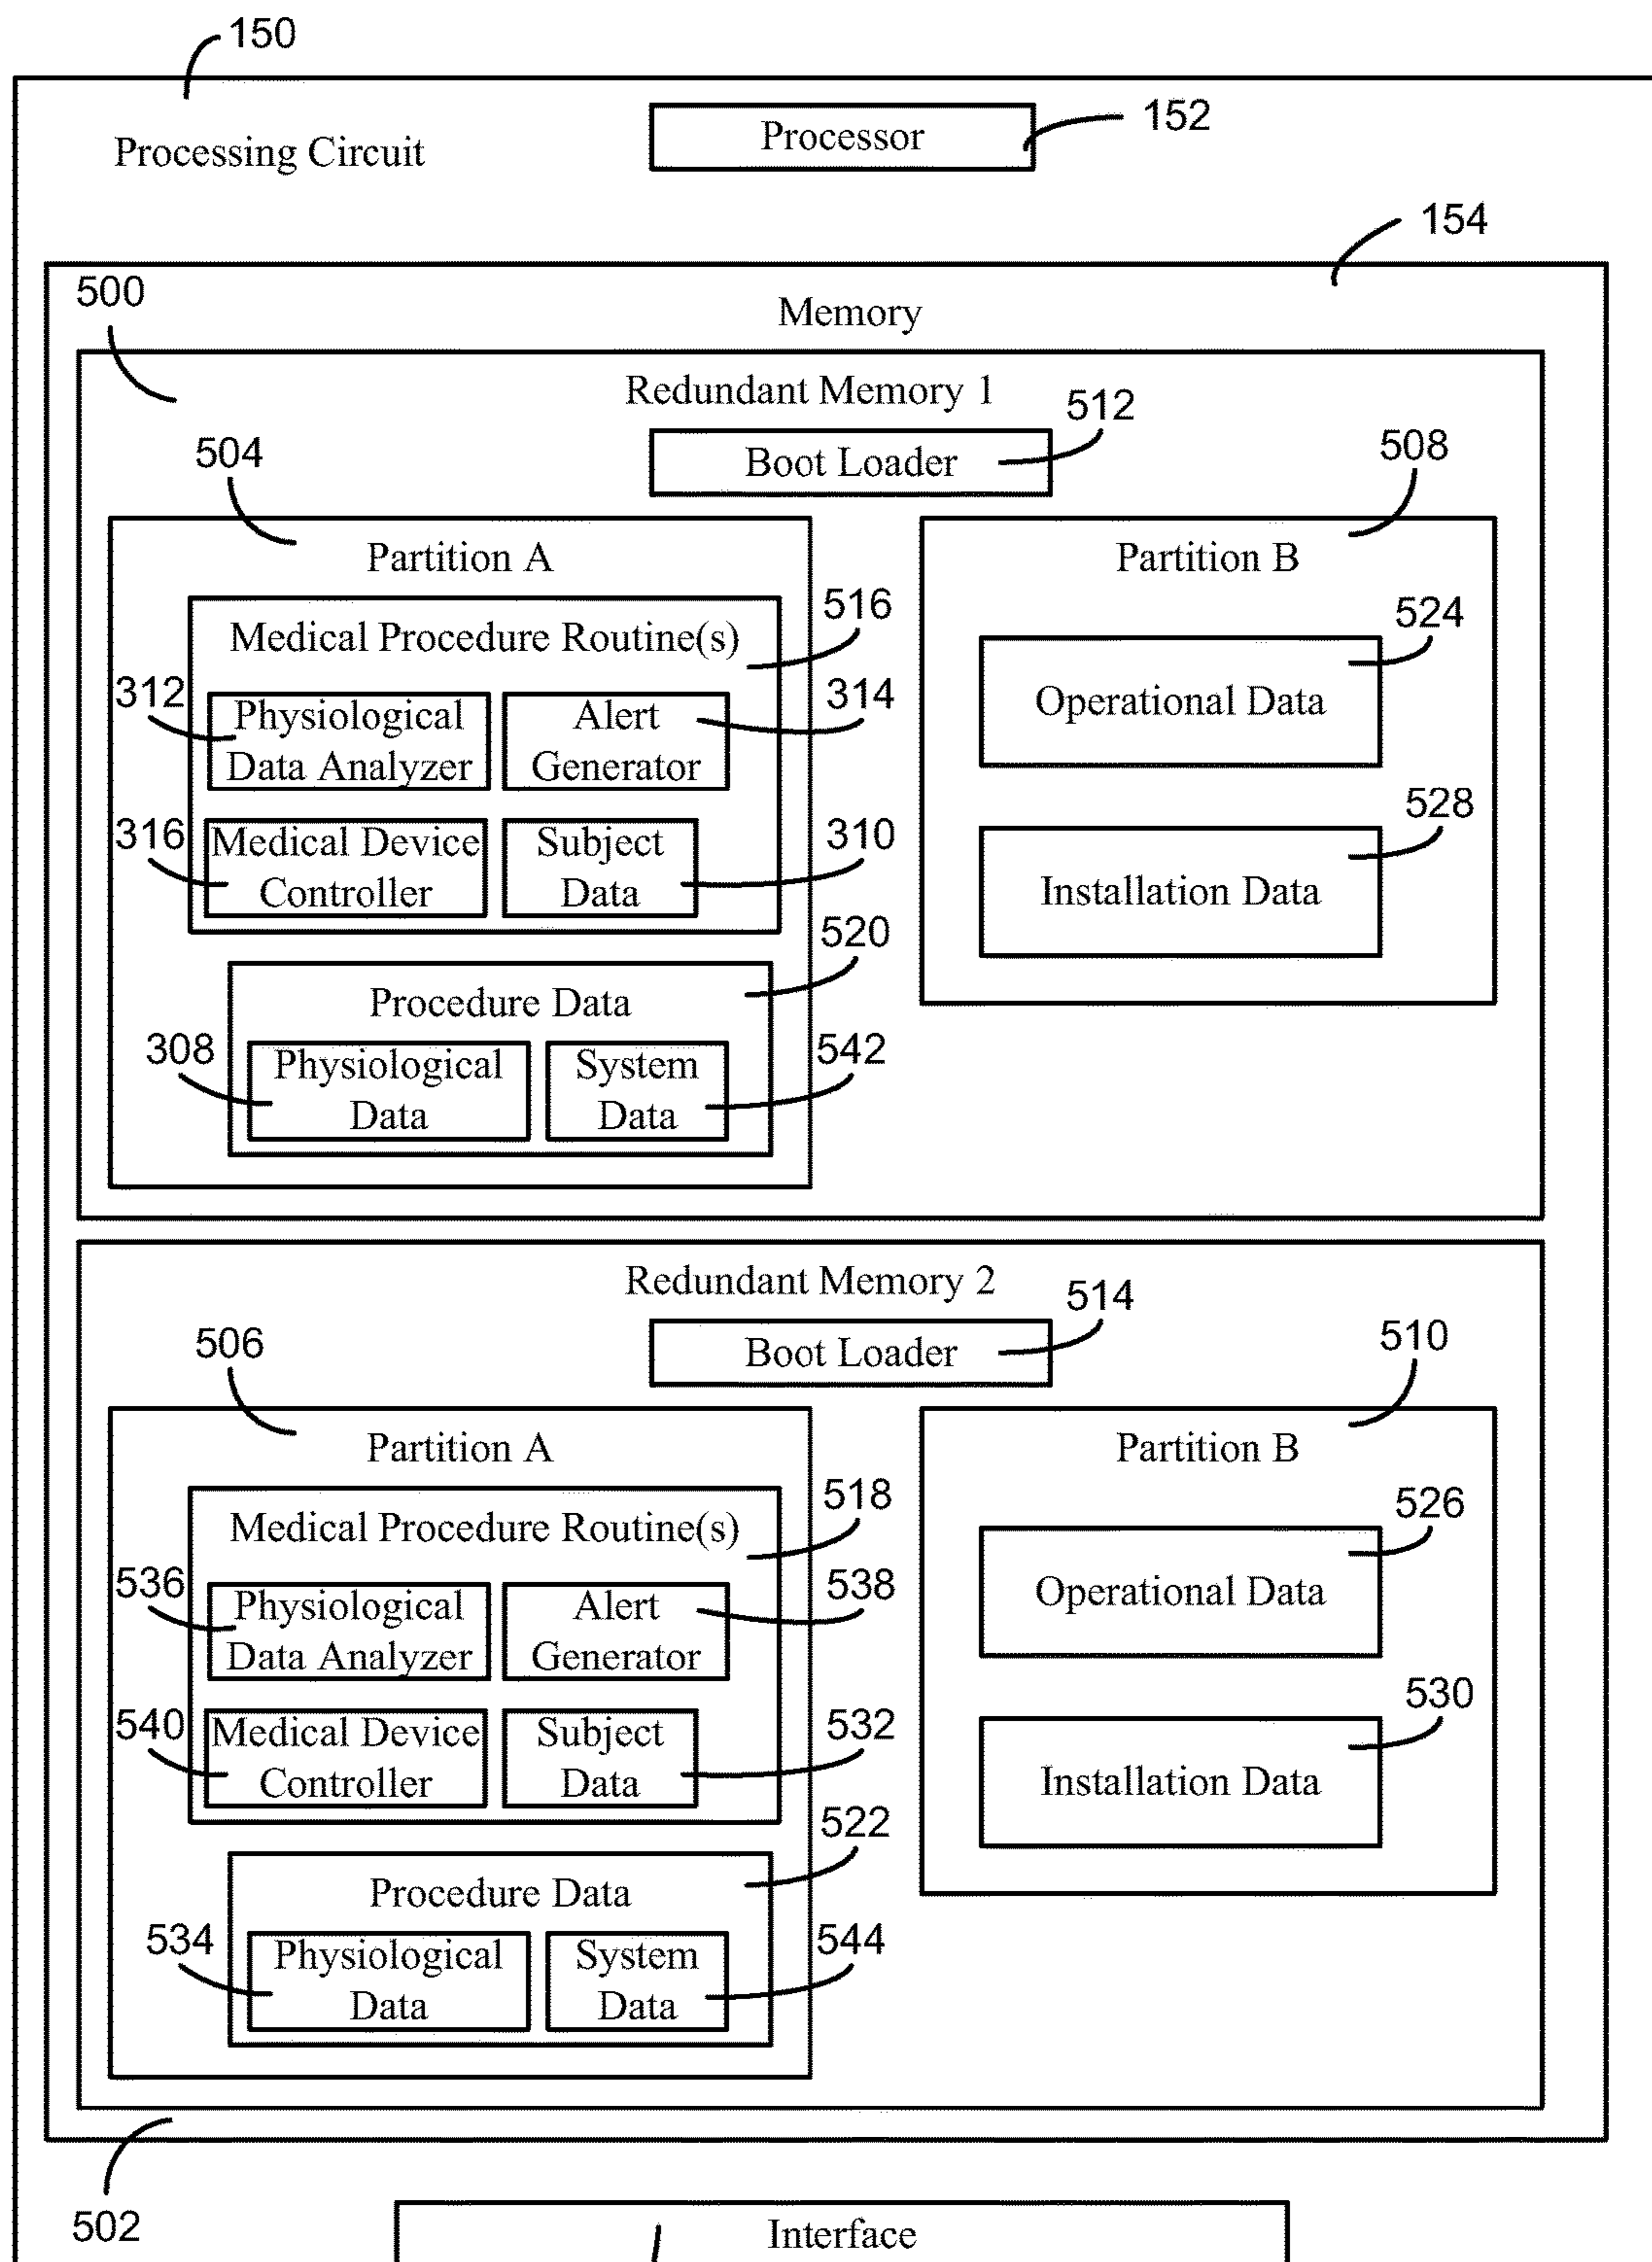 150
Processor
152
Processing Circuit
154
500
Memory
Redundant Memory 1
512
Boot Loader
504
508
Partition A
Partition B
516
Medical Procedure Routine(s)
524
312
Physiological
Data Analyzer
Alert
Generator
314
Operational Data
316
Medical Device
Controller
Subject
Data
310
528
Installation Data
520
Procedure Data
308
Physiological
Data
System
Data
542
Redundant Memory 2
514
Boot Loader
506
510
Partition A
Partition B
518
Medical Procedure Routine(s)
526
536
Physiological
Data Analyzer
Alert
Generator
538
Operational Data
540
Medical Device
Controller
Subject
Data
532
530
Installation Data
522
Procedure Data
534
Physiological
Data
System
Data
544
502
Interface